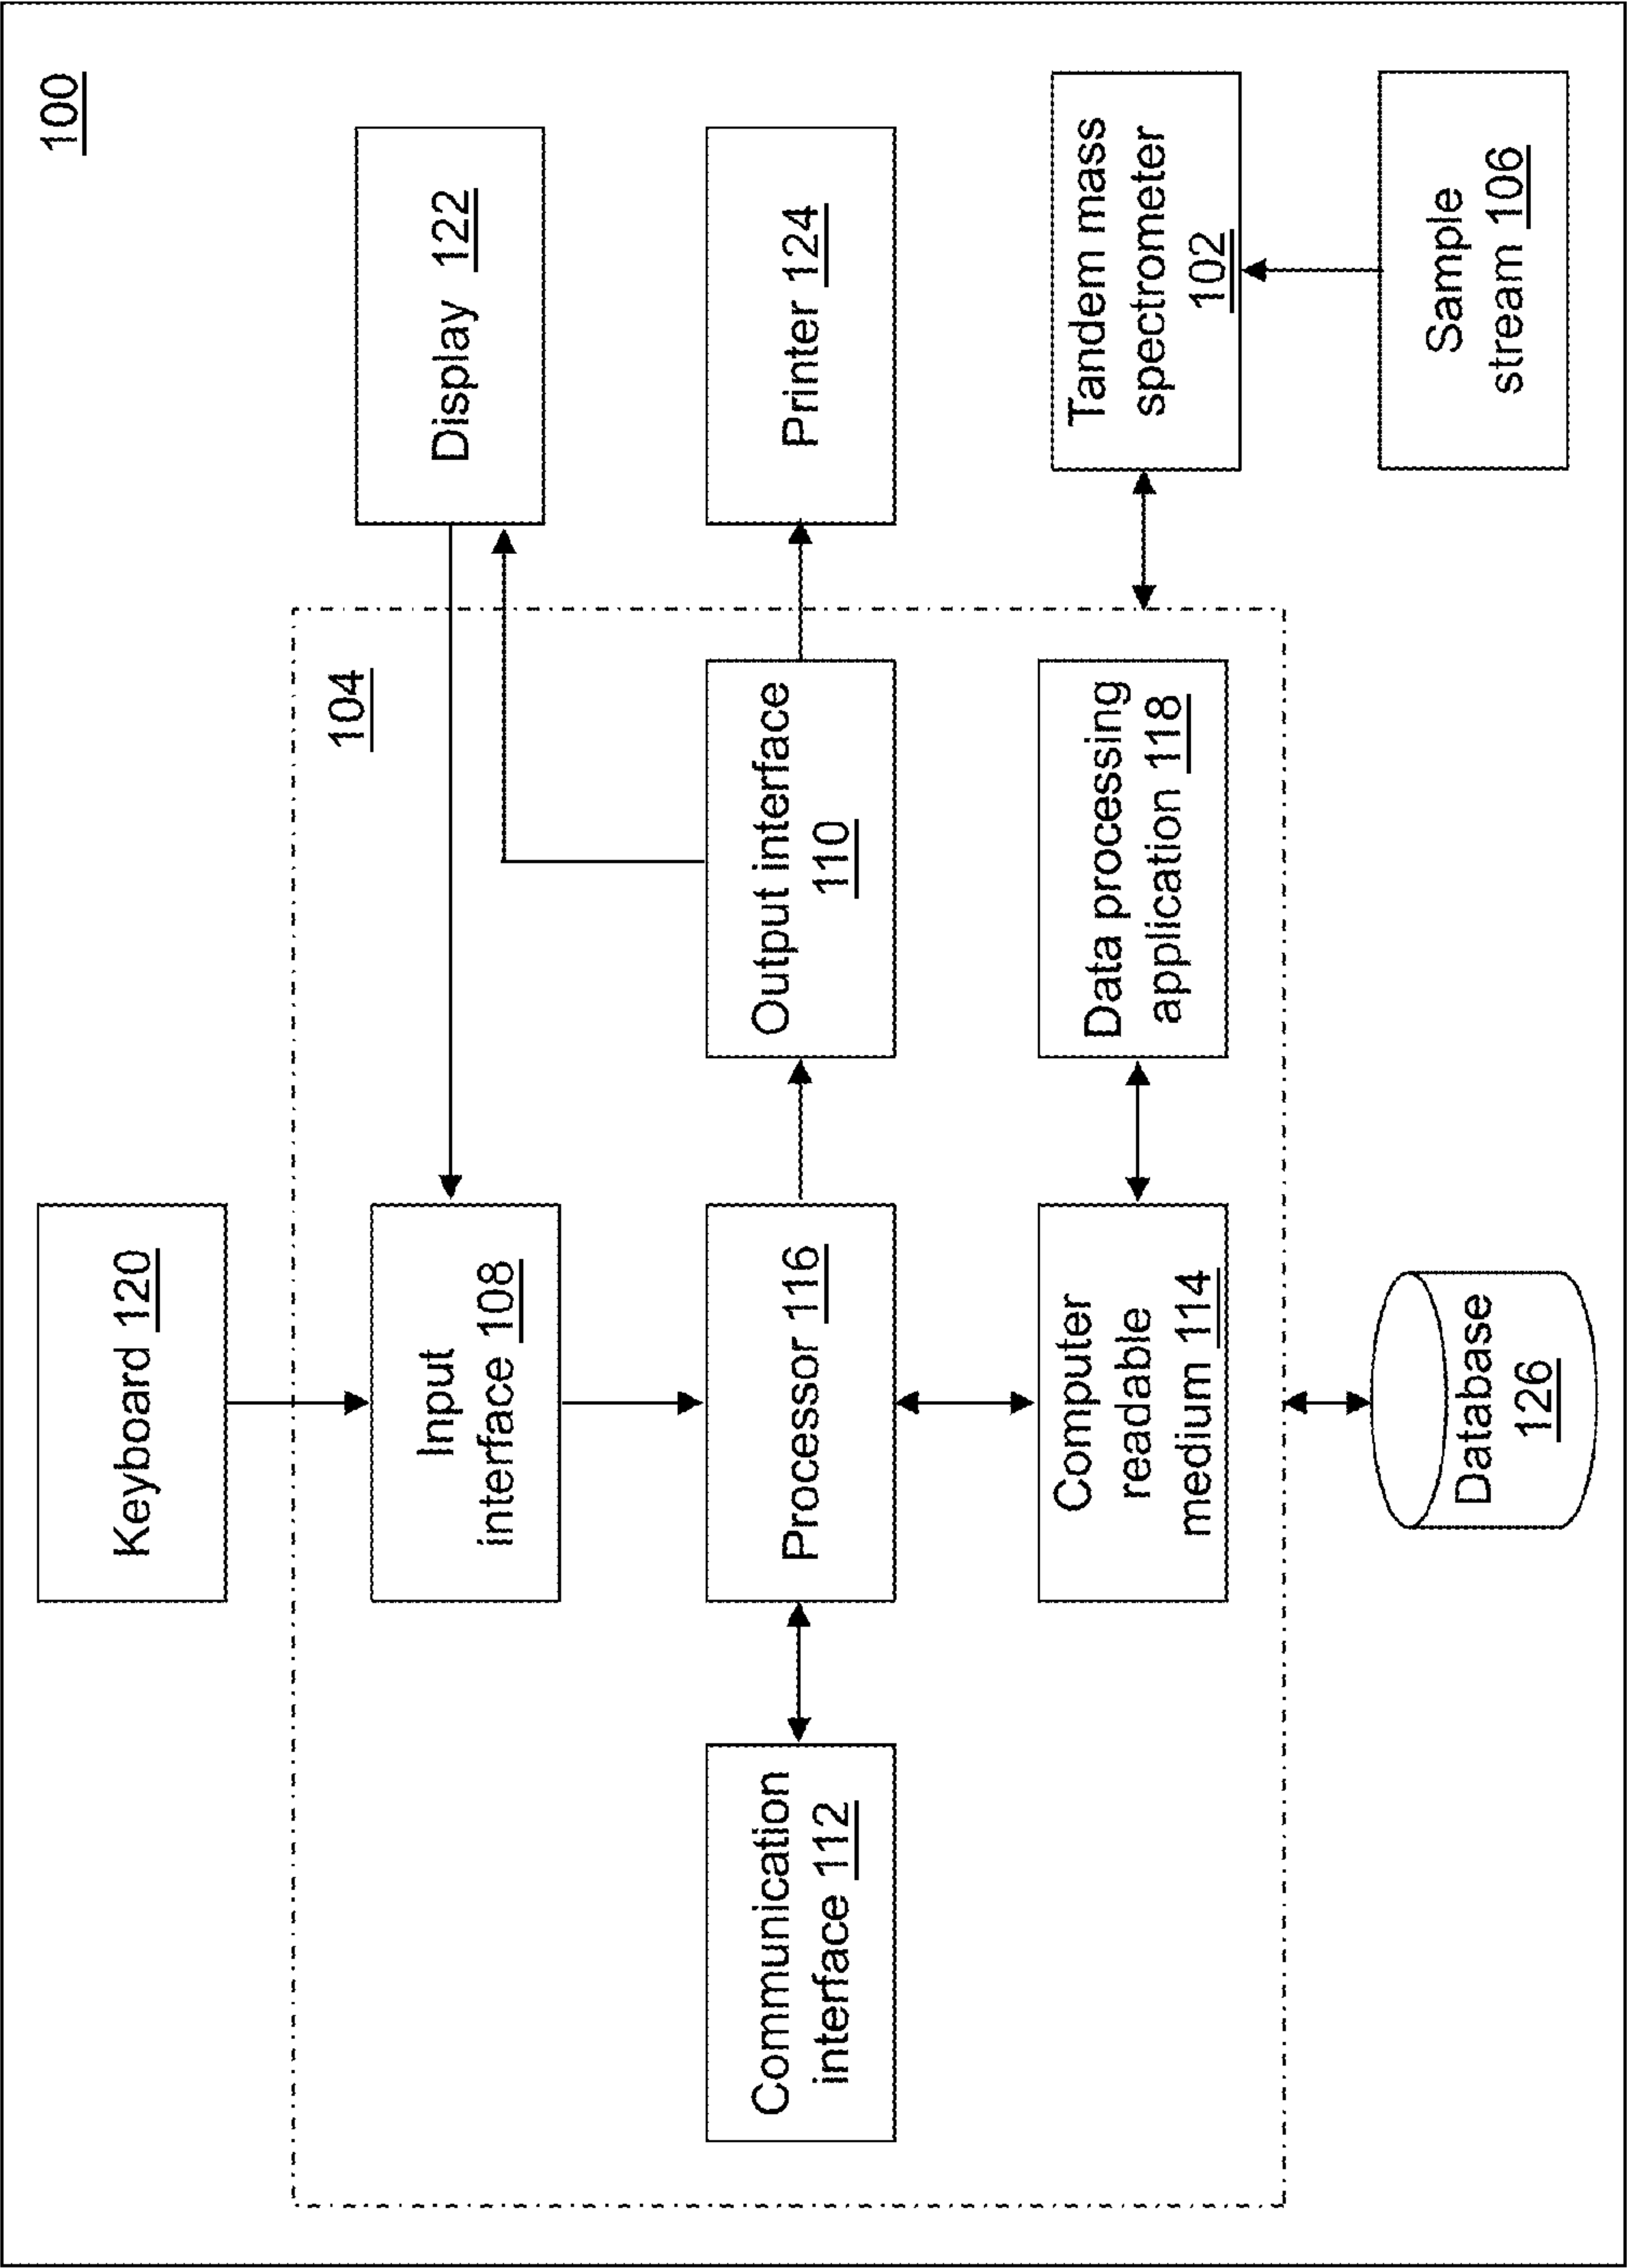 100
Keyboard 120
Display 122
104
Input
interface 108
Communication
interface 112
Processor 116
Output interface
110
Printer 124
Computer
readable
medium 114
Data processing
application 118
Tandem mass
spectrometer
102
Database
126
Sample
stream 106